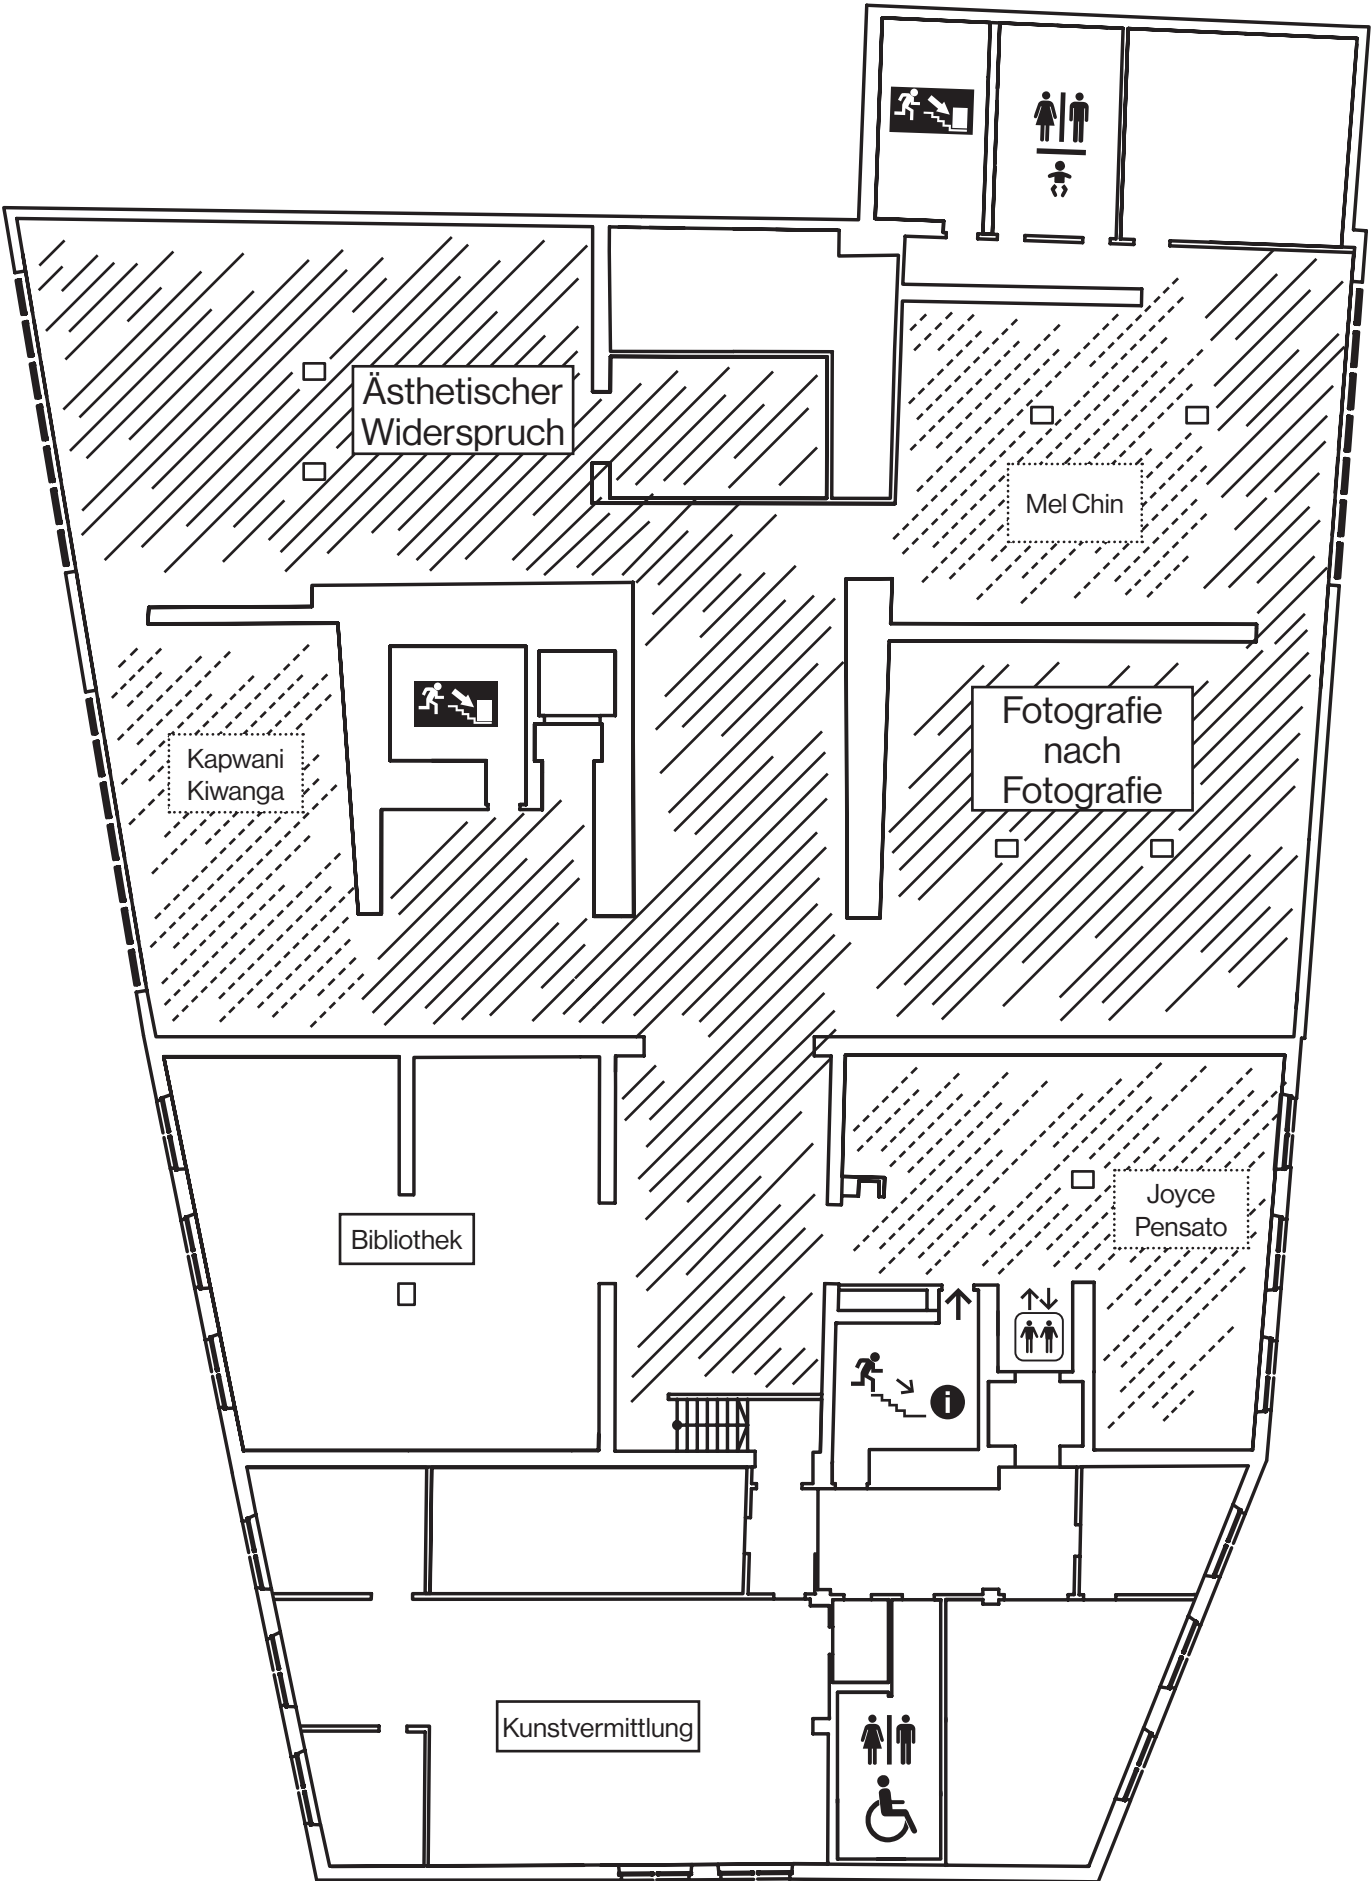 Ästhetischer
Widerspruch
Mel Chin
Kapwani
Kiwanga
Fotografie
nach
Fotografie
Joyce
Pensato
Bibliothek
i
Kunstvermittlung